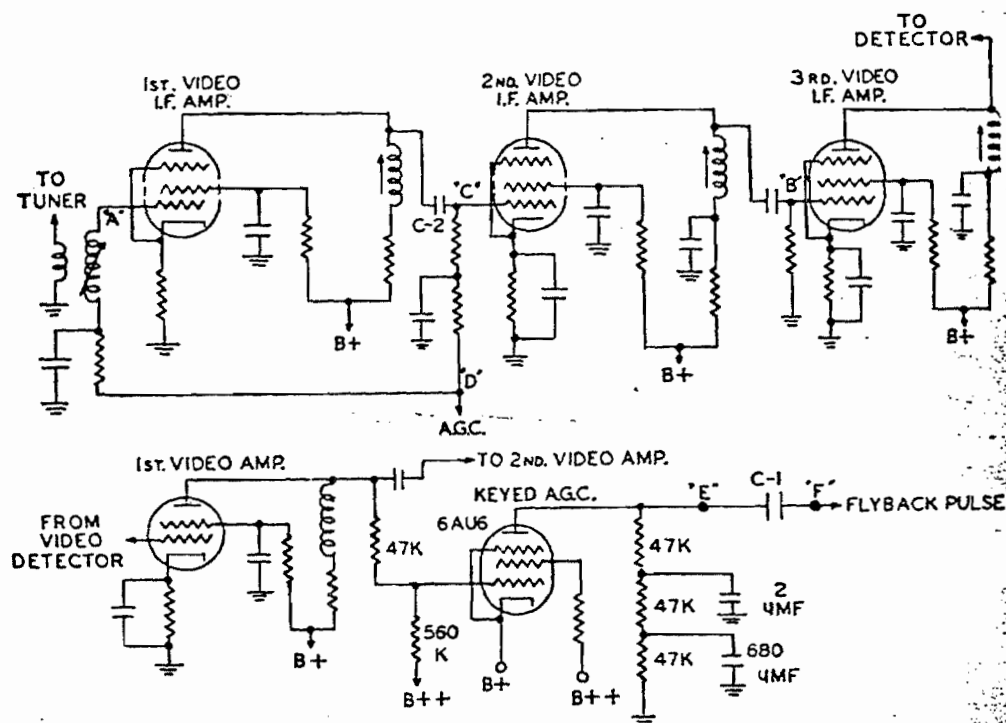 TO
DETECTOR
1ST. VIDEO
I.F. AMP.
2ND. VIDEO
I.F. AMP.
3RD. VIDEO
I.F. AMP.
TO
TUNER
"A"
"C"
C-2
"B"
B+
B+
B+
"D"
A.G.C.
1ST. VIDEO AMP.
TO 2ND. VIDEO AMP.
KEYED A.G.C.
6AU6
"E"
C-1
"F"
FLYBACK PULSE
FROM
VIDEO
DETECTOR
47K
47K
47K
2
4MF
560
K
47K
680
4MF
B+
B++
B+
B++